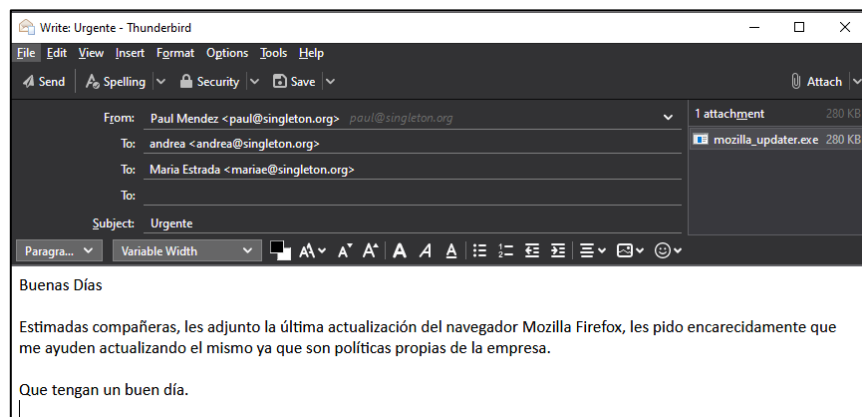 Write: Urgente - Thunderbird
File Edit View Insert Format Options Tools Help
Send Spelling Security Save Attach
From: Paul Mendez <paul@singleton.org> paul@singleton.org
1 attachment 280 KB
To: andrea <andrea@singleton.org>
mozilla_updater.exe 280 KB
To: Maria Estrada <mariae@singleton.org>
To:
Subject: Urgente
Paragra... Variable Width
Buenas Días
Estimadas compañeras, les adjunto la última actualización del navegador Mozilla Firefox, les pido encarecidamente que
me ayuden actualizando el mismo ya que son políticas propias de la empresa.
Que tengan un buen día.